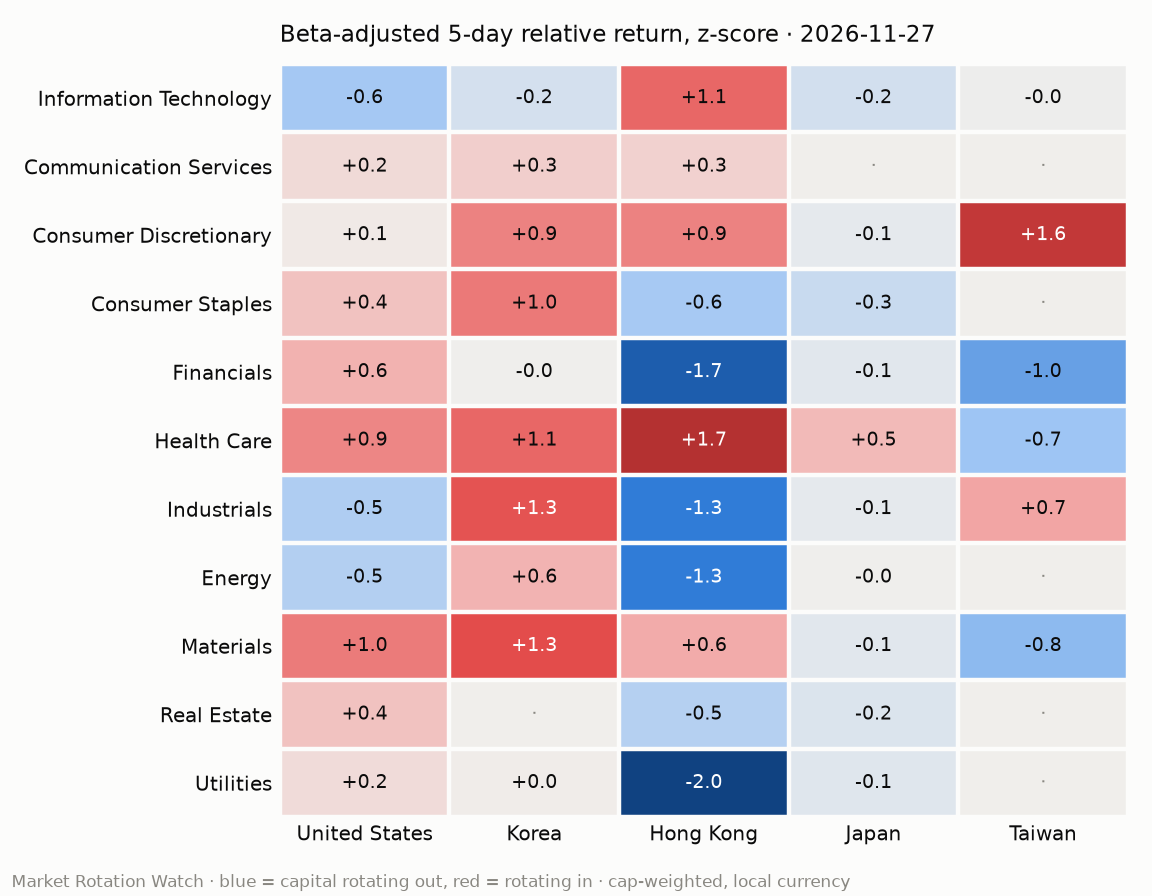 Beta-adjusted 5-day relative return, z-score · 2026-11-27
Information Technology -0.6 -0.2 +1.1 -0.2 -0.0
Communication Services +0.2 +0.3 +0.3 · ·
Consumer Discretionary +0.1 +0.9 +0.9 -0.1 +1.6
Consumer Staples +0.4 +1.0 -0.6 -0.3 ·
Financials +0.6 -0.0 -1.7 -0.1 -1.0
Health Care +0.9 +1.1 +1.7 +0.5 -0.7
Industrials -0.5 +1.3 -1.3 -0.1 +0.7
Energy -0.5 +0.6 -1.3 -0.0 ·
Materials +1.0 +1.3 +0.6 -0.1 -0.8
Real Estate +0.4 · -0.5 -0.2 ·
Utilities +0.2 +0.0 -2.0 -0.1 ·
United States Korea Hong Kong Japan Taiwan
Market Rotation Watch · blue = capital rotating out, red = rotating in · cap-weighted, local currency